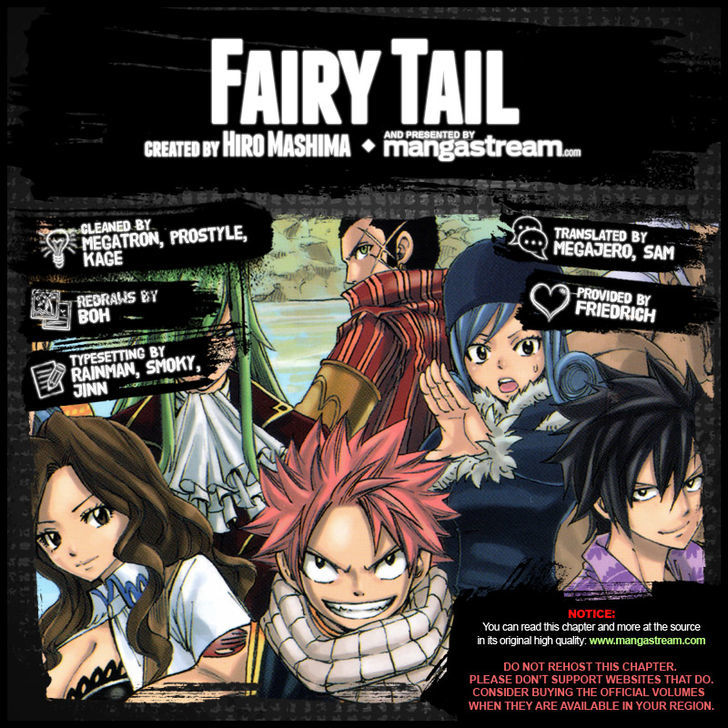 FAIRY TAIL
CREATED BY HIRO MASHIMA ◆ AND PRESENTED BY mangastream.com
CLEANED BY
MEGATRON, PROSTYLE,
KAGE
REDRAWS BY
BOH
TYPESETTING BY
RAINMAN, SMOKY,
JINN
TRANSLATED BY
MEGAJERO, SAM
PROVIDED BY
FRIEDRICH
NOTICE:
You can read this chapter and more at the source
in its original high quality: www.mangastream.com
DO NOT REHOST THIS CHAPTER.
PLEASE DON'T SUPPORT WEBSITES THAT DO.
CONSIDER BUYING THE OFFICIAL VOLUMES
WHEN THEY ARE AVAILABLE IN YOUR REGION.